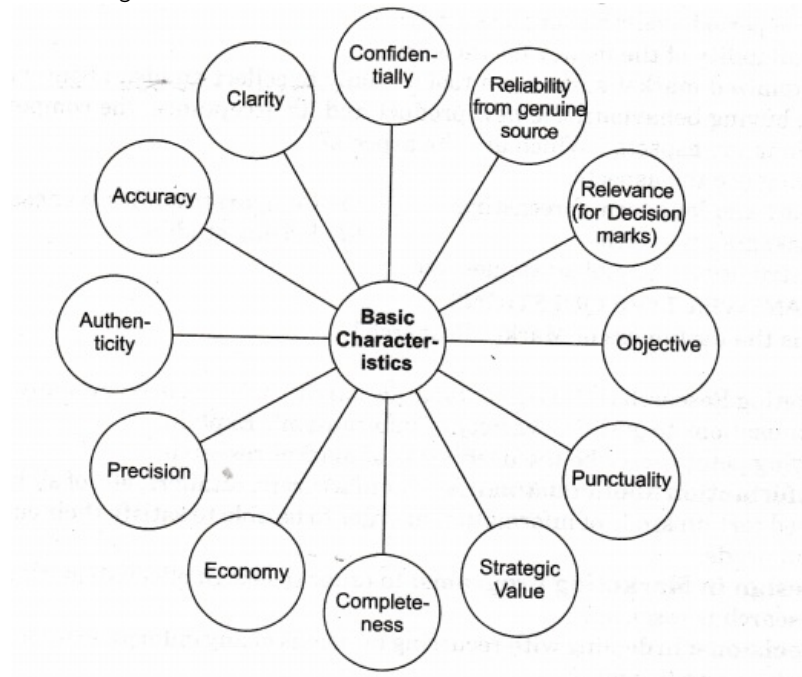 Confiden-
tially
Clarity
Reliability
from genuine
source
Accuracy
Relevance
(for Decision
marks)
Authen-
ticity
Basic
Character-
istics
Objective
Precision
Punctuality
Economy
Complete-
ness
Strategic
Value